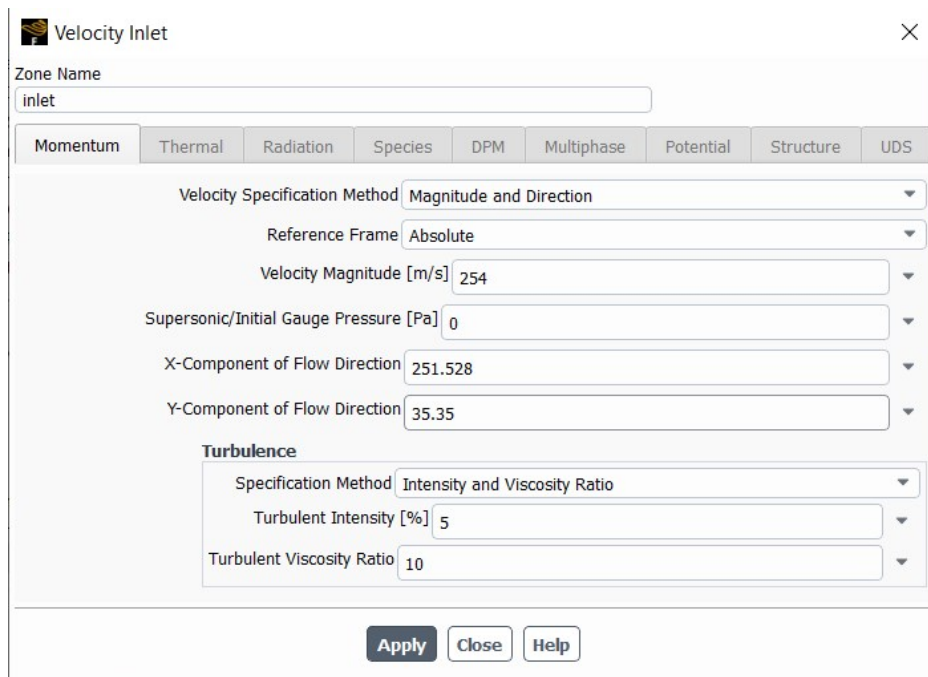 Velocity Inlet
Zone Name
inlet
Momentum Thermal Radiation Species DPM Multiphase Potential Structure UDS
Velocity Specification Method Magnitude and Direction
Reference Frame Absolute
Velocity Magnitude [m/s] 254
Supersonic/Initial Gauge Pressure [Pa] 0
X-Component of Flow Direction 251.528
Y-Component of Flow Direction 35.35
Turbulence
Specification Method Intensity and Viscosity Ratio
Turbulent Intensity [%] 5
Turbulent Viscosity Ratio 10
Apply Close Help